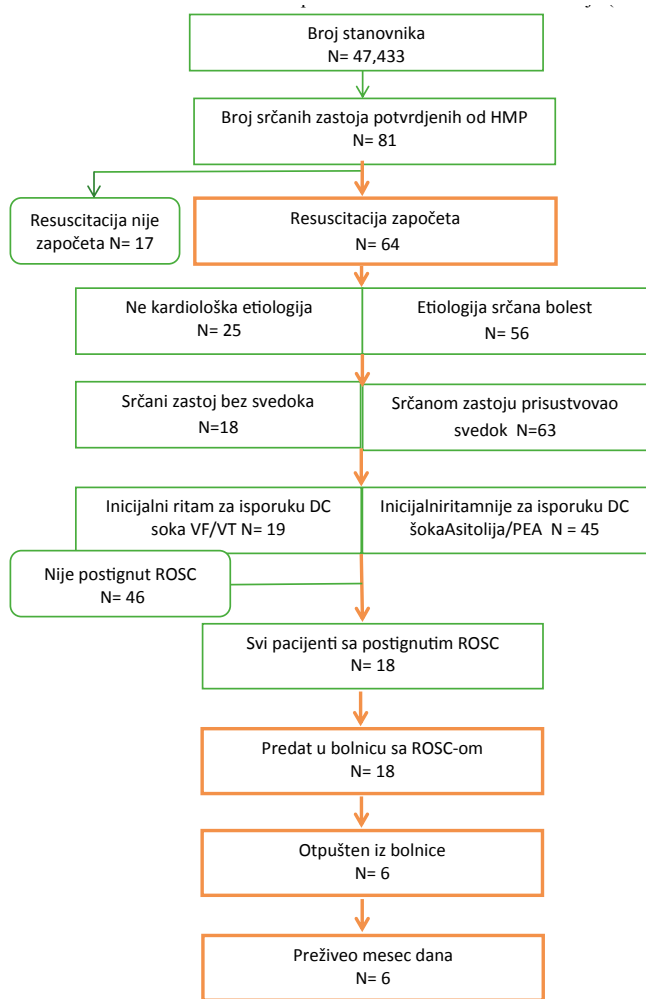 Broj stanovnika
N= 47,433
Broj srčanih zastoja potvrdjenih od HMP
N= 81
Resuscitacija nije
započeta N= 17
Resuscitacija započeta
N= 64
Ne kardiološka etiologija
N= 25
Etiologija srčana bolest
N= 56
Srčani zastoj bez svedoka
N=18
Srčanom zastoju prisustvovao
svedok N=63
Inicijalni ritam za isporuku DC
soka VF/VT N= 19
Inicijalniritamnije za isporuku DC
šokaAsitolija/PEA N = 45
Nije postignut ROSC
N= 46
Svi pacijenti sa postignutim ROSC
N= 18
Predat u bolnicu sa ROSC-om
N= 18
Otpušten iz bolnice
N= 6
Preživeo mesec dana
N= 6